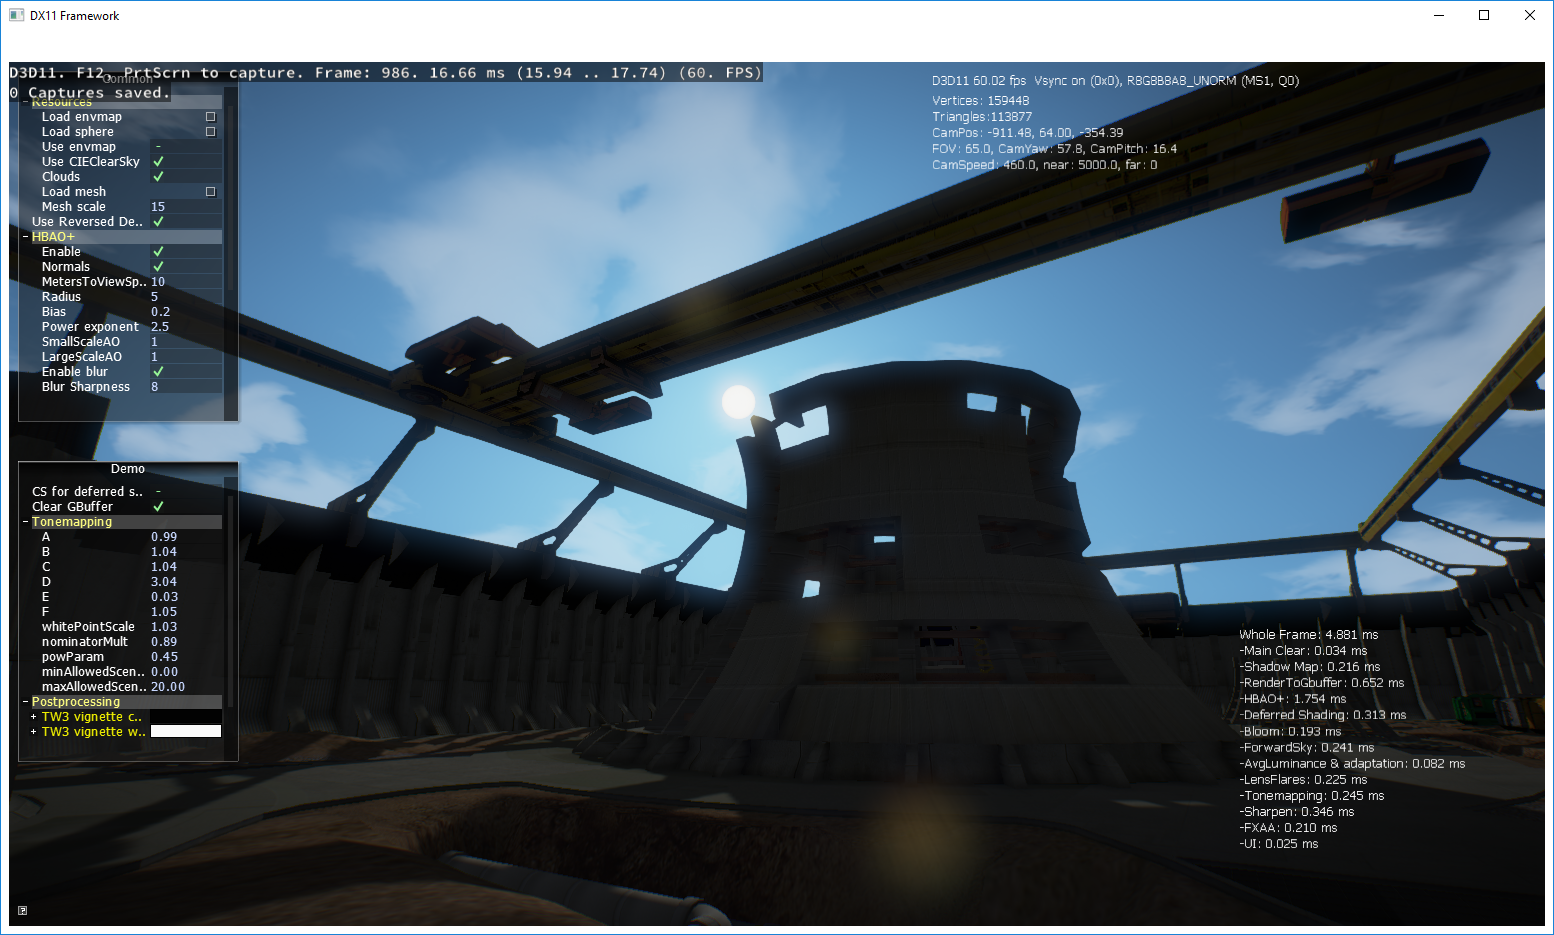 DX11 Framework
D3D11. F12, PrtScrn to capture. Frame: 986. 16.66 ms (15.94 .. 17.74) (60. FPS)
0 Captures saved.
Common
- Resources
Load envmap
Load sphere
Use envmap -
Use CIEClearSky
Clouds
Load mesh
Mesh scale 15
Use Reversed De..
- HBAO+
Enable
Normals
MetersToViewSp.. 10
Radius 5
Bias 0.2
Power exponent 2.5
SmallScaleAO 1
LargeScaleAO 1
Enable blur
Blur Sharpness 8
Demo
CS for deferred s.. -
Clear GBuffer
- Tonemapping
A 0.99
B 1.04
C 1.04
D 3.04
E 0.03
F 1.05
whitePointScale 1.03
nominatorMult 0.89
powParam 0.45
minAllowedScen.. 0.00
maxAllowedScen.. 20.00
- Postprocessing
+ TW3 vignette c..
+ TW3 vignette w..
D3D11 60.02 fps Vsync on (0x0), R8G8B8A8_UNORM (MS1, Q0)
Vertices: 159448
Triangles:113877
CamPos: -911.48, 64.00, -354.39
FOV: 65.0, CamYaw: 57.8, CamPitch: 16.4
CamSpeed: 460.0, near: 5000.0, far: 0
Whole Frame: 4.881 ms
-Main Clear: 0.034 ms
-Shadow Map: 0.216 ms
-RenderToGbuffer: 0.652 ms
-HBAO+: 1.754 ms
-Deferred Shading: 0.313 ms
-Bloom: 0.193 ms
-ForwardSky: 0.241 ms
-AvgLuminance & adaptation: 0.082 ms
-LensFlares: 0.225 ms
-Tonemapping: 0.245 ms
-Sharpen: 0.346 ms
-FXAA: 0.210 ms
-UI: 0.025 ms
?